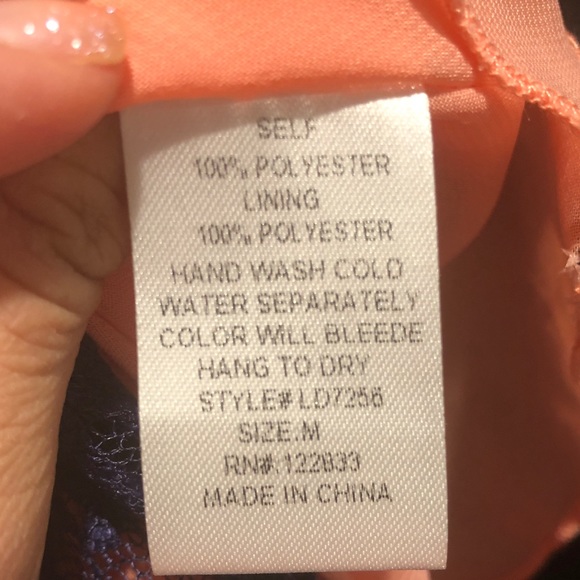 SELF
100% POLYESTER
LINING
100% POLYESTER
HAND WASH COLD
WATER SEPARATELY
COLOR WILL BLEEDE
HANG TO DRY
STYLE# LD7256
SIZE.M
RN#:122833
MADE IN CHINA